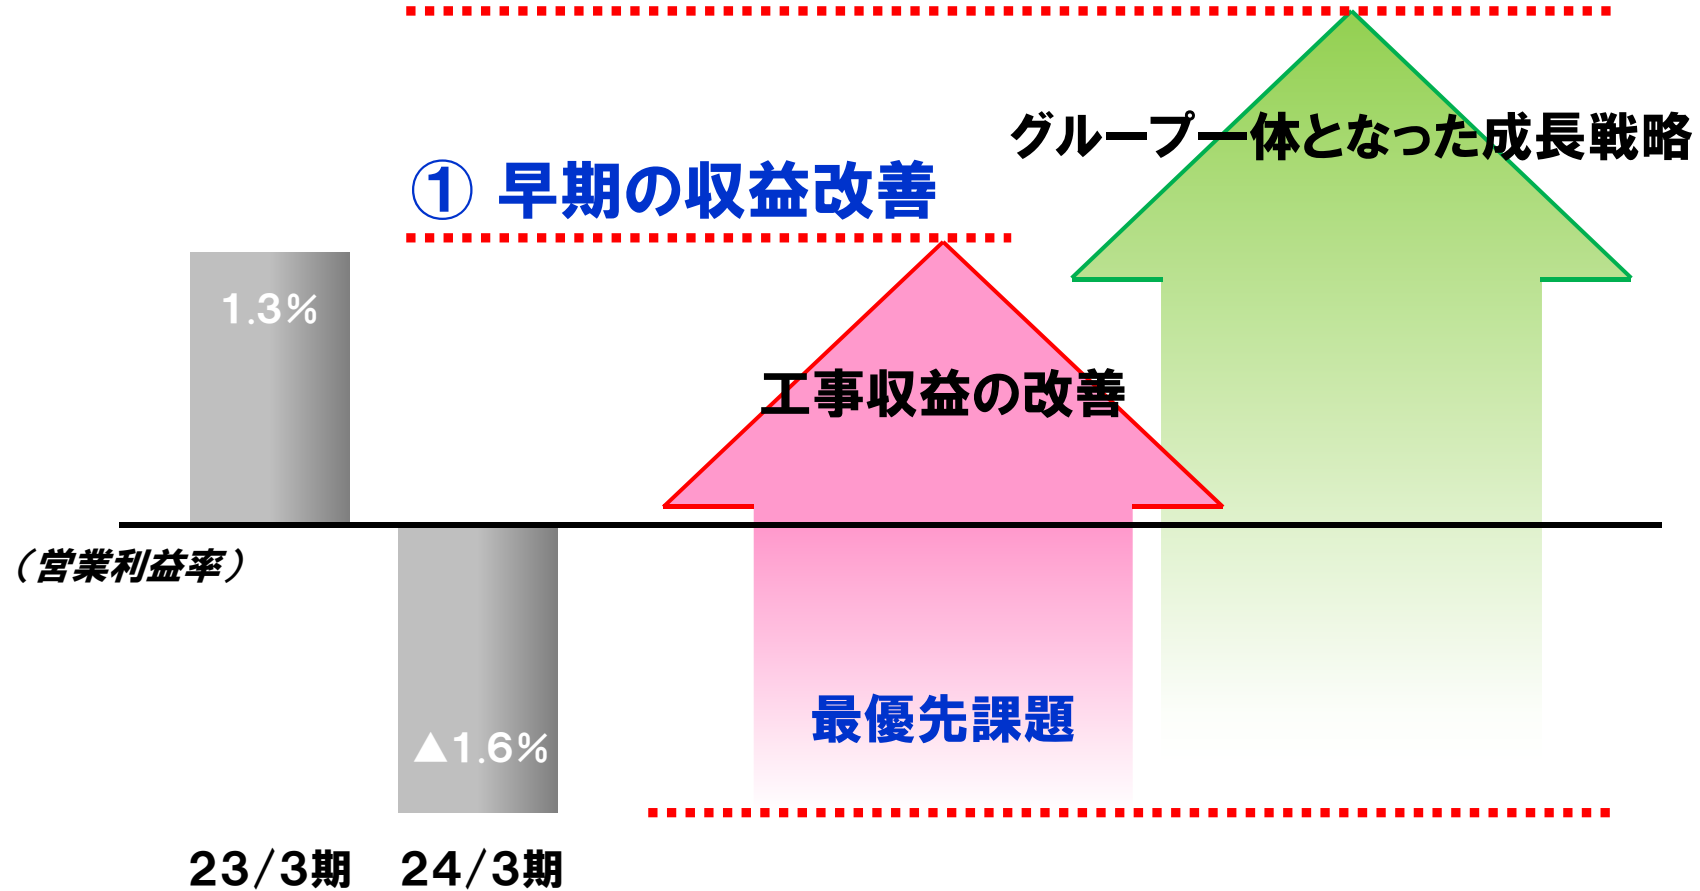 グループ一体となった成長戦略
① 早期の収益改善
1.3%
工事収益の改善
（営業利益率）
最優先課題
▲1.6%
23/3期
24/3期